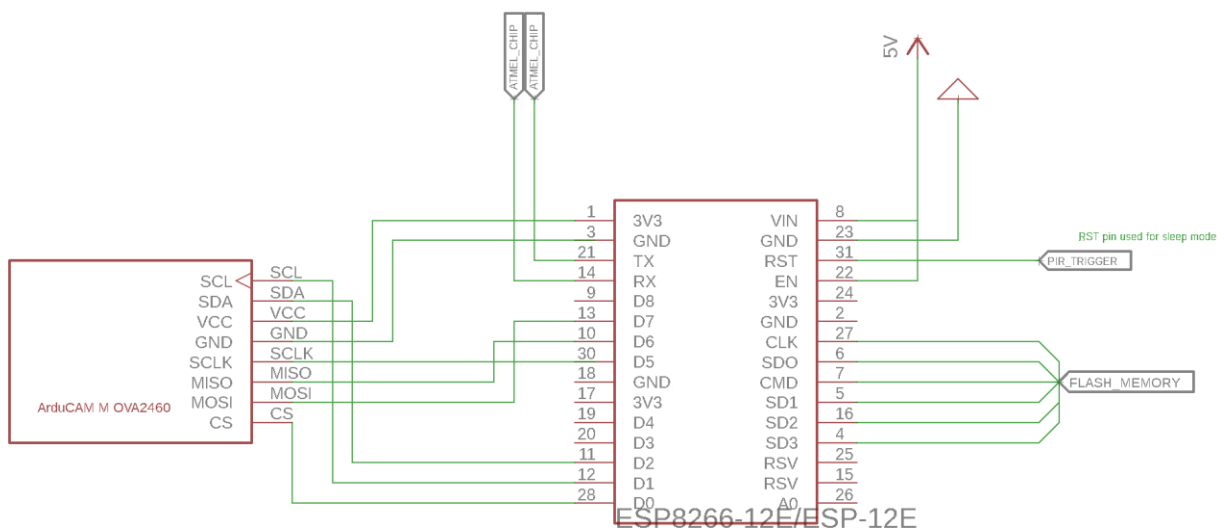 ATMEL_CHIP
ATMEL_CHIP
5V
RST pin used for sleep mode
PIR_TRIGGER
FLASH_MEMORY
ArduCAM M OVA2460
SCL SCL
SDA SDA
VCC VCC
GND GND
SCLK SCLK
MISO MISO
MOSI MOSI
CS CS
1 3V3 VIN 8
3 GND GND 23
21 TX RST 31
14 RX EN 22
9 D8 3V3 24
13 D7 GND 2
10 D6 CLK 27
30 D5 SDO 6
18 GND CMD 7
17 3V3 SD1 5
19 D4 SD2 16
20 D3 SD3 4
11 D2 RSV 25
12 D1 RSV 15
28 D0 A0 26
ESP8266-12E/ESP-12E